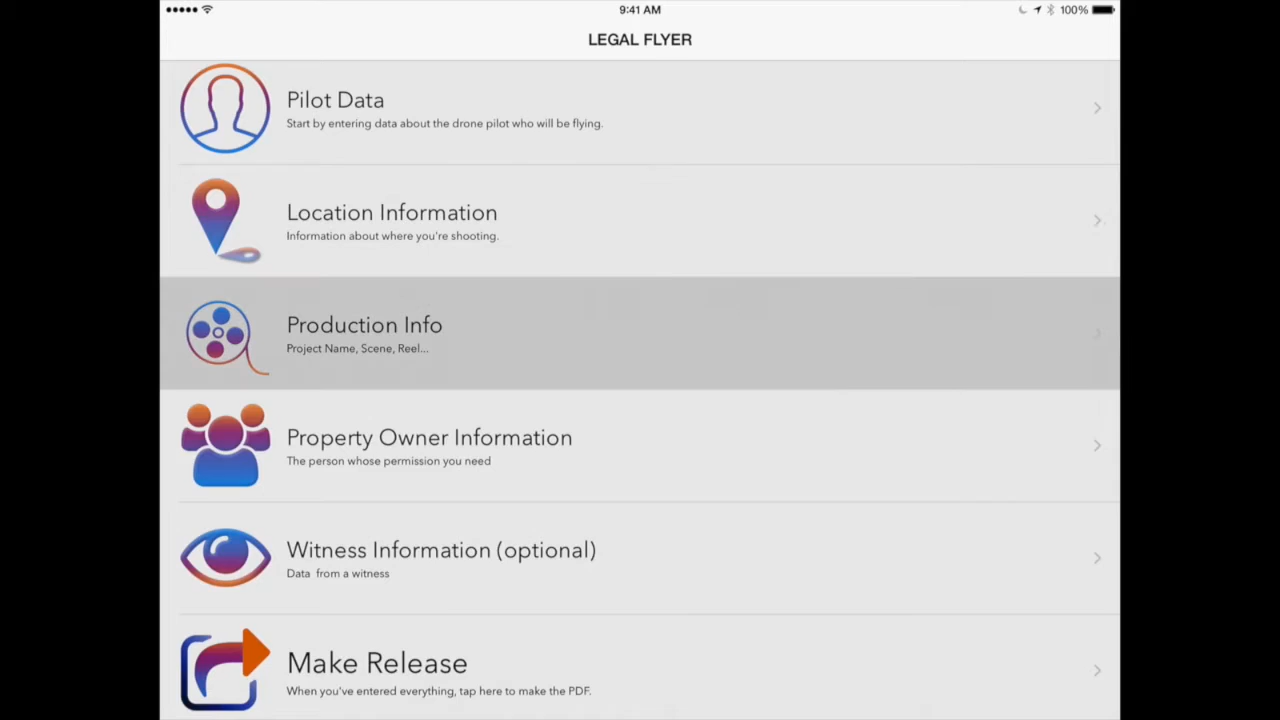 9:41 AM
100%
LEGAL FLYER
Pilot Data
Start by entering data about the drone pilot who will be flying.
Location Information
Information about where you're shooting.
Production Info
Project Name, Scene, Reel...
Property Owner Information
The person whose permission you need
Witness Information (optional)
Data  from a witness
Make Release
When you've entered everything, tap here to make the PDF.